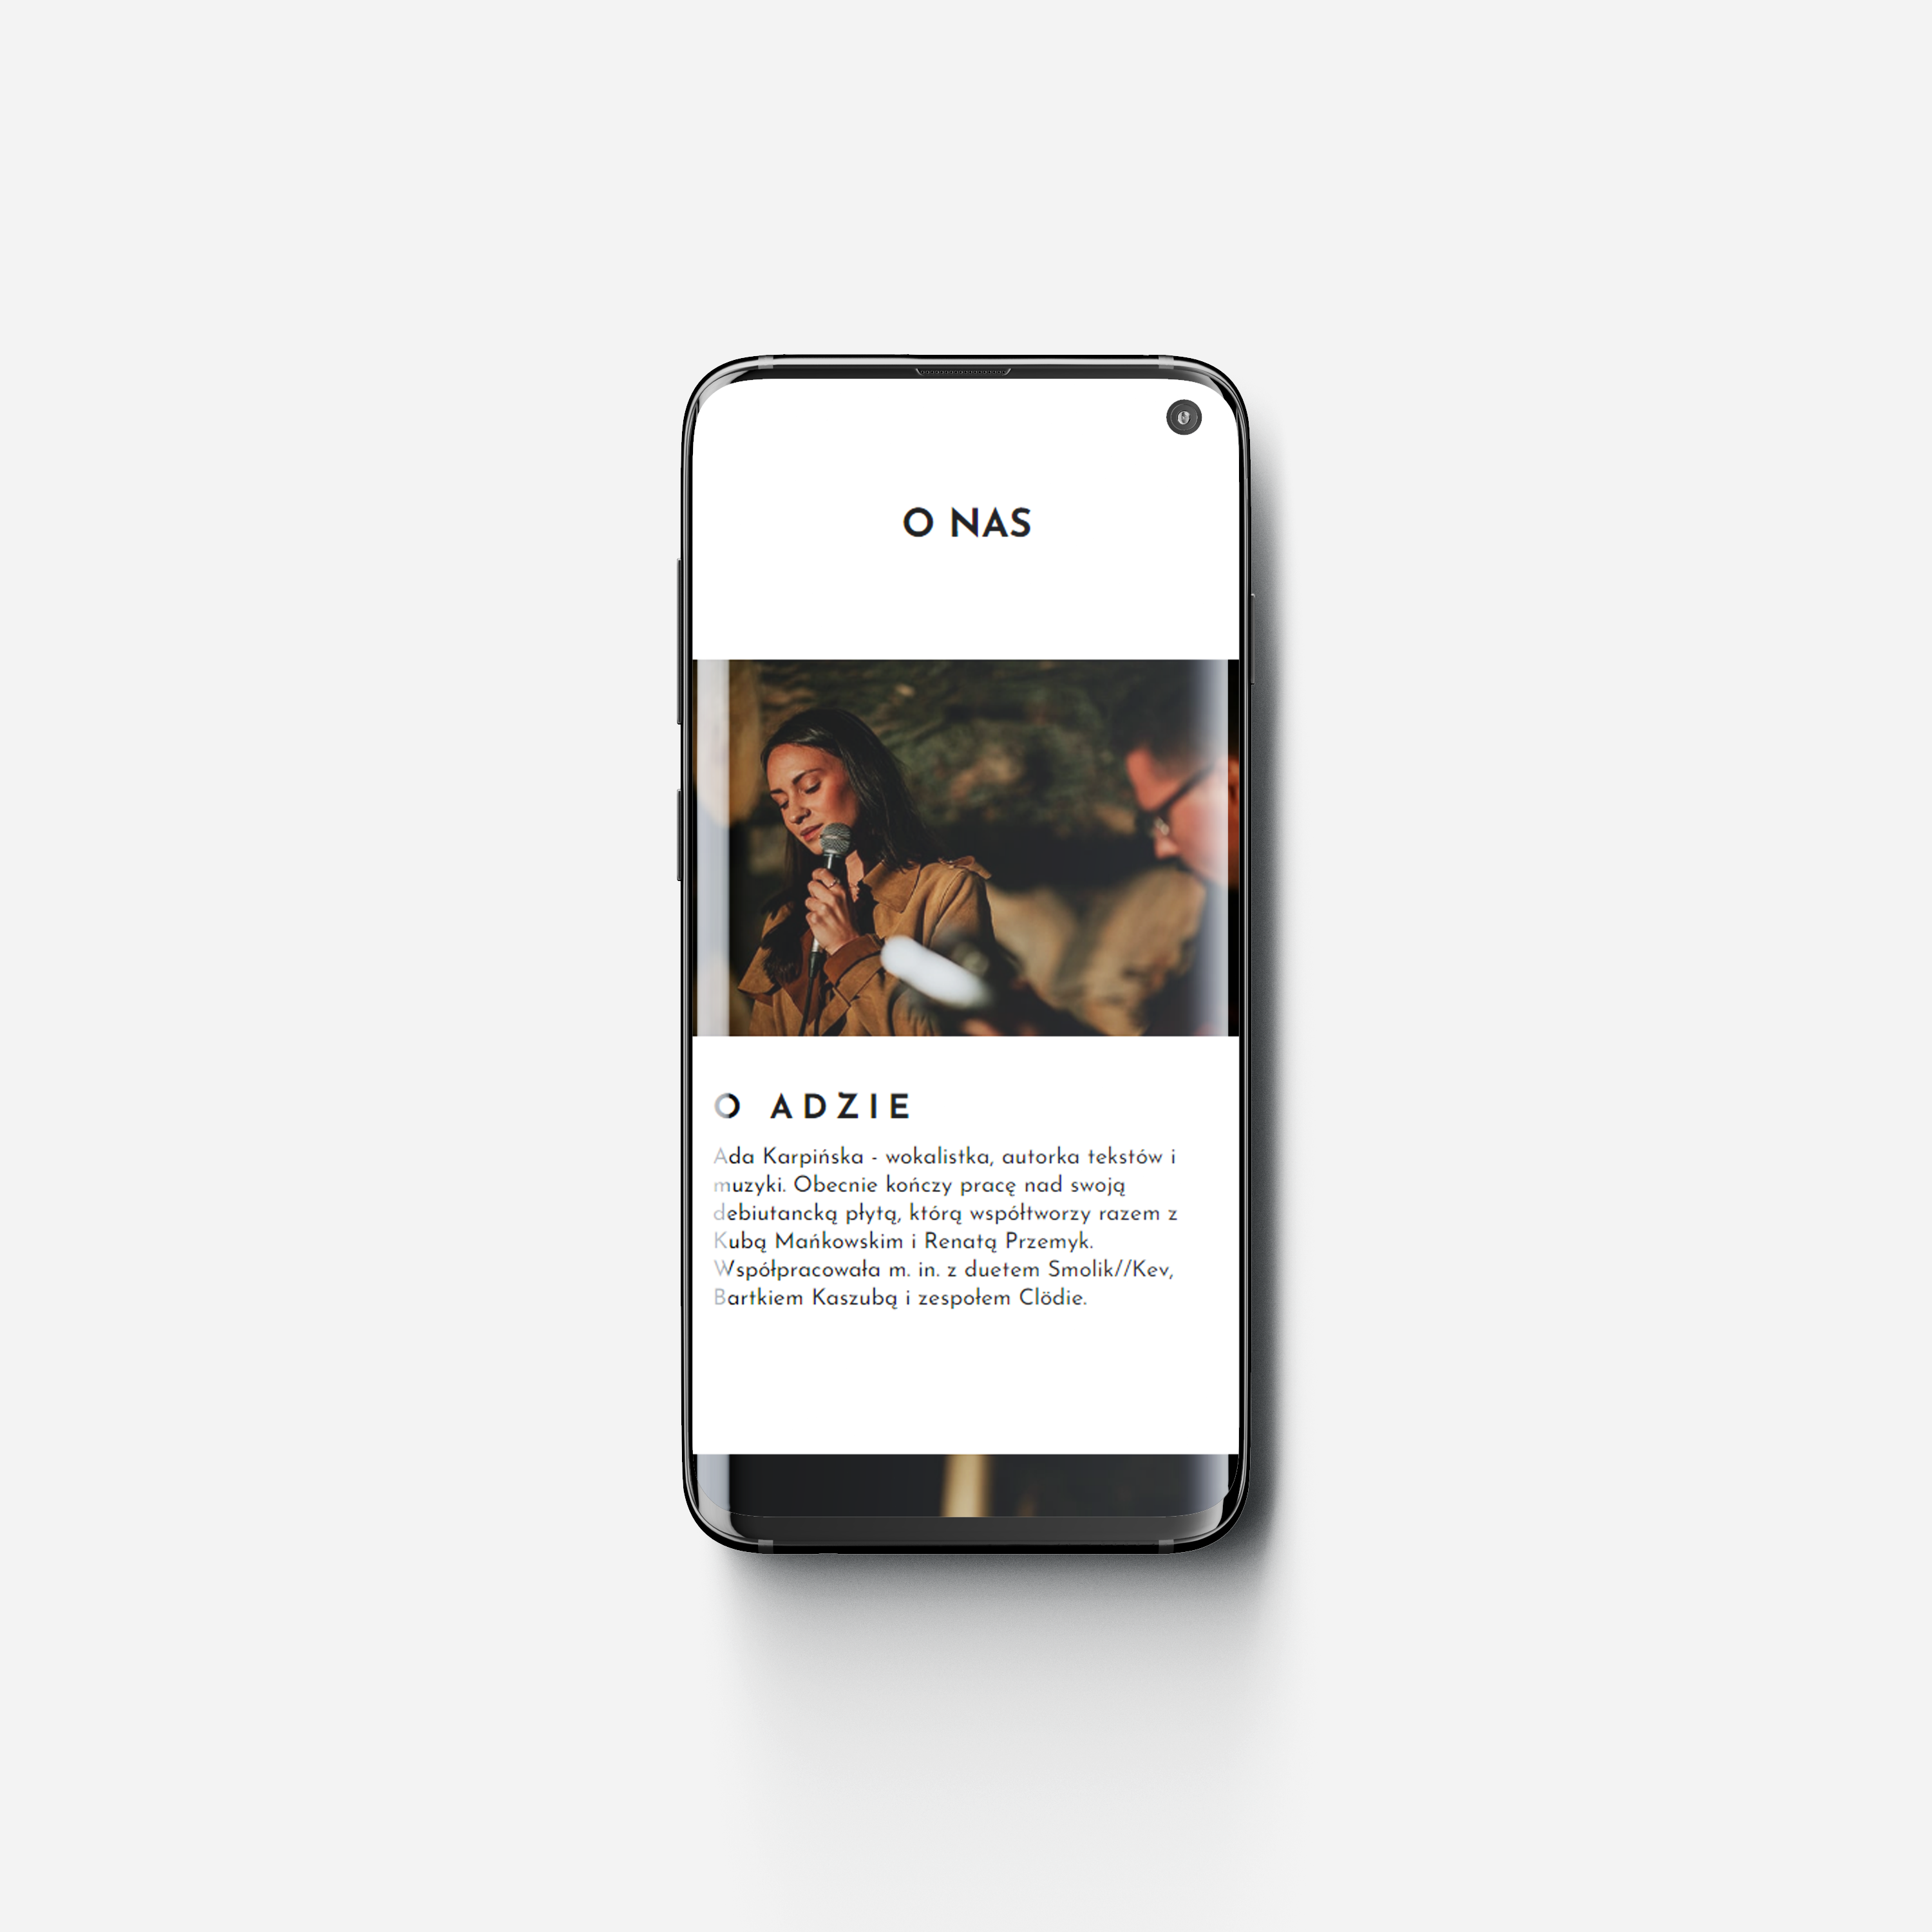 O NAS
O ADZIE
Ada Karpińska - wokalistka, autorka tekstów i
muzyki. Obecnie kończy pracę nad swoją
debiutancką płytą, którą współtworzy razem z
Kubą Mańkowskim i Renatą Przemyk.
Współpracowała m. in. z duetem Smolik//Kev,
Bartkiem Kaszubą i zespołem Clödie.